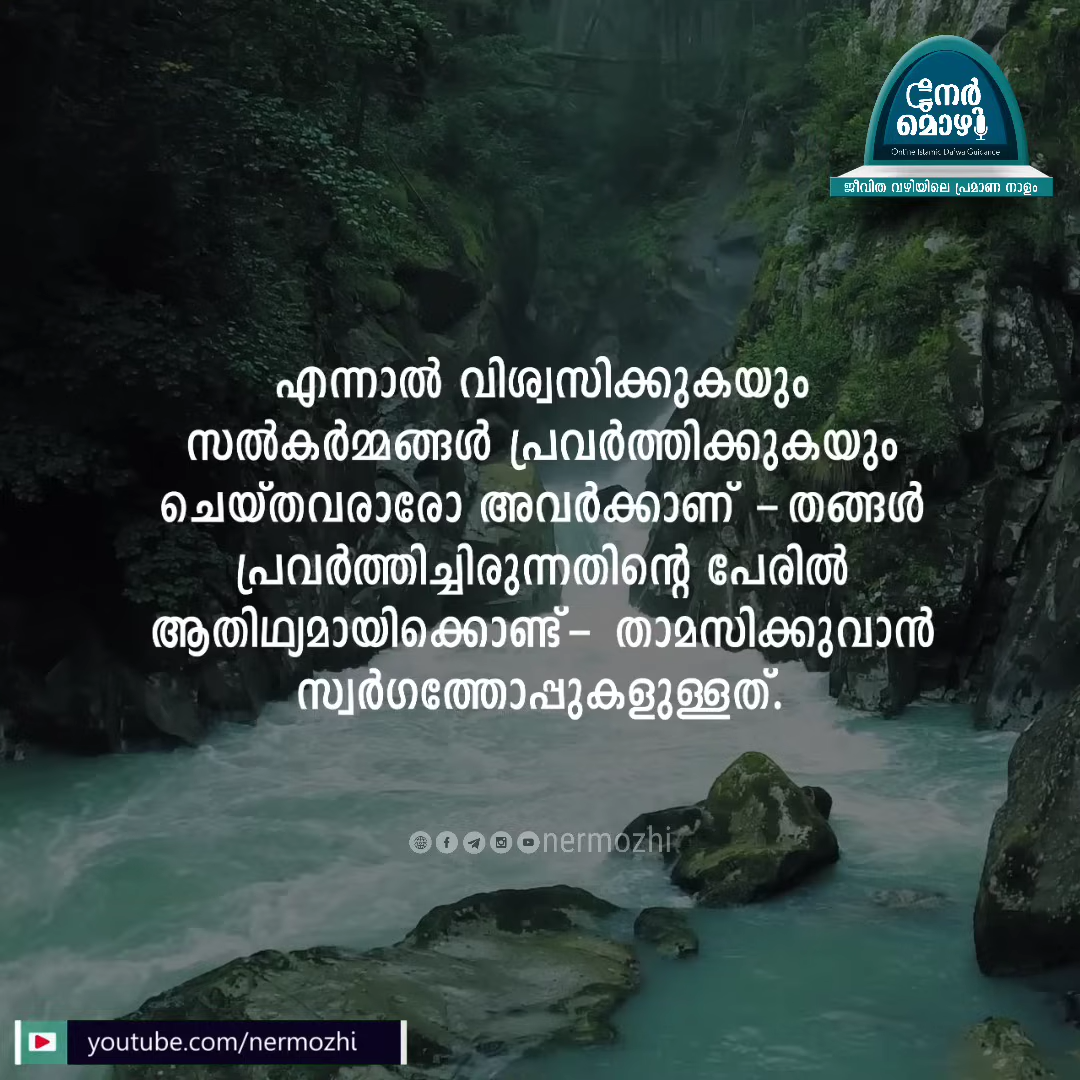 നേർ
മൊഴി
Online Islamic Da'wa Guidance
ജീവിത വഴിയിലെ പ്രമാണ നാളം
എന്നാൽ വിശ്വസിക്കുകയും
സൽകർമ്മങ്ങൾ പ്രവർത്തിക്കുകയും
ചെയ്തവരാരോ അവർക്കാണ് – തങ്ങൾ
പ്രവർത്തിച്ചിരുന്നതിന്റെ പേരിൽ
ആതിഥ്യമായിക്കൊണ്ട് – താമസിക്കുവാൻ
സ്വർഗത്തോപ്പുകളുള്ളത്.
nermozhi
youtube.com/nermozhi